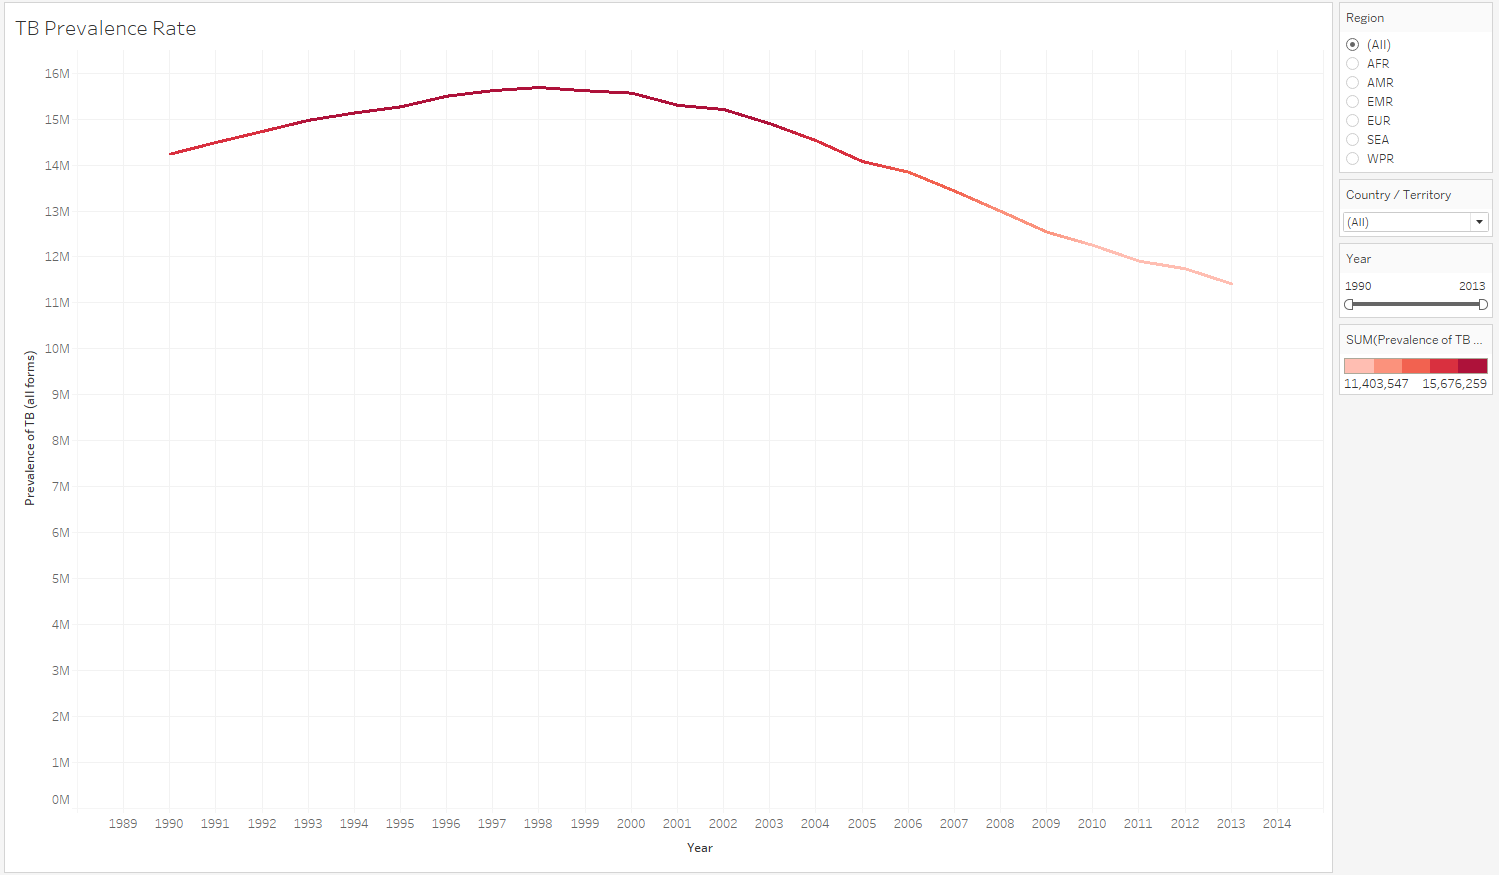 TB Prevalence Rate
16M
15M
14M
13M
12M
11M
10M
9M
8M
7M
6M
5M
4M
3M
2M
1M
0M
Prevalence of TB (all forms)
1989 1990 1991 1992 1993 1994 1995 1996 1997 1998 1999 2000 2001 2002 2003 2004 2005 2006 2007 2008 2009 2010 2011 2012 2013 2014
Year
Region
(All)
AFR
AMR
EMR
EUR
SEA
WPR
Country / Territory
(All)
Year
1990 2013
SUM(Prevalence of TB ...
11,403,547 15,676,259